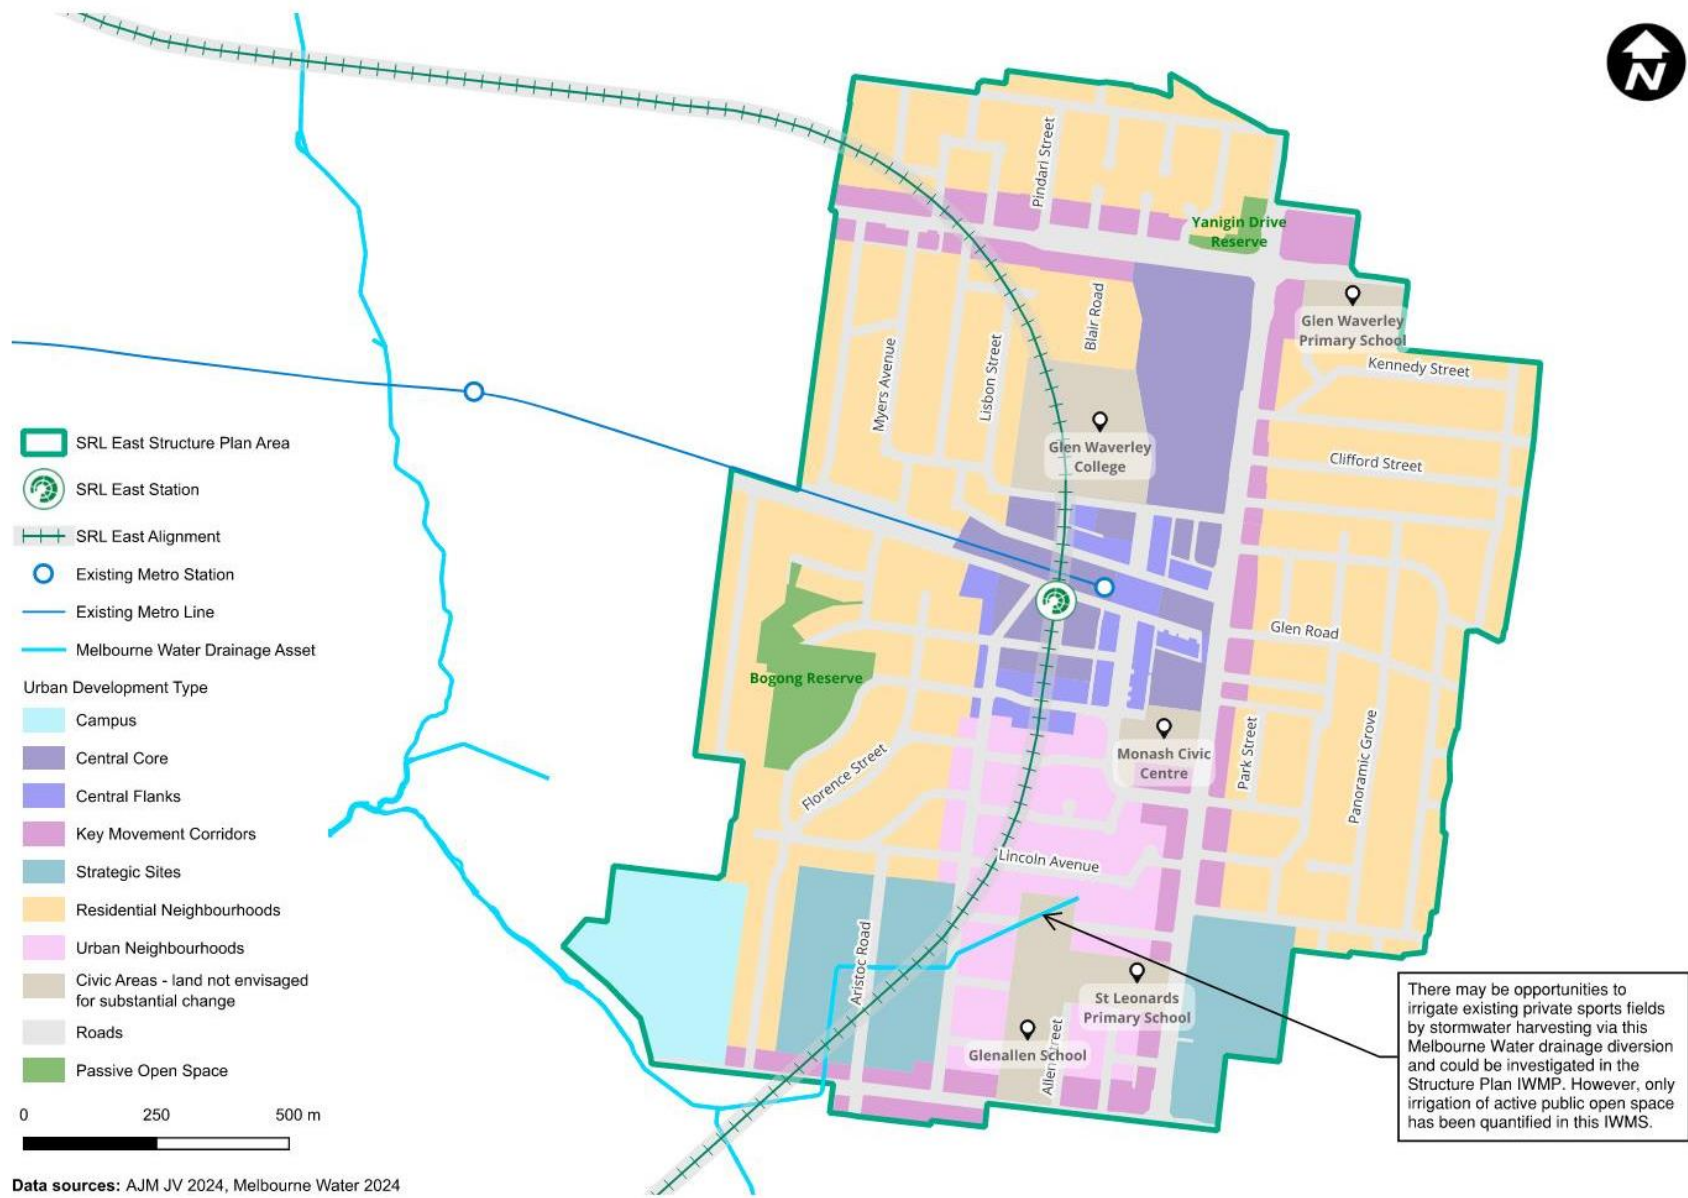 N
Pindari Street
Yanigin Drive
Reserve
Blair Road
Glen Waverley
Primary School
Kennedy Street
Myers Avenue
Lisbon Street
Glen Waverley
College
Clifford Street
SRL East Structure Plan Area
SRL East Station
SRL East Alignment
Existing Metro Station
Existing Metro Line
Melbourne Water Drainage Asset
Urban Development Type
Campus
Central Core
Central Flanks
Key Movement Corridors
Strategic Sites
Residential Neighbourhoods
Urban Neighbourhoods
Civic Areas - land not envisaged
for substantial change
Roads
Passive Open Space
0 250 500 m
Data sources: AJM JV 2024, Melbourne Water 2024
Glen Road
Bogong Reserve
Monash Civic
Centre
Park Street
Panoramic Grove
Florence Street
Lincoln Avenue
Aristoc Road
St Leonards
Primary School
Glenallen School
Allen Street
There may be opportunities to
irrigate existing private sports fields
by stormwater harvesting via this
Melbourne Water drainage diversion
and could be investigated in the
Structure Plan IWMP. However, only
irrigation of active public open space
has been quantified in this IWMS.